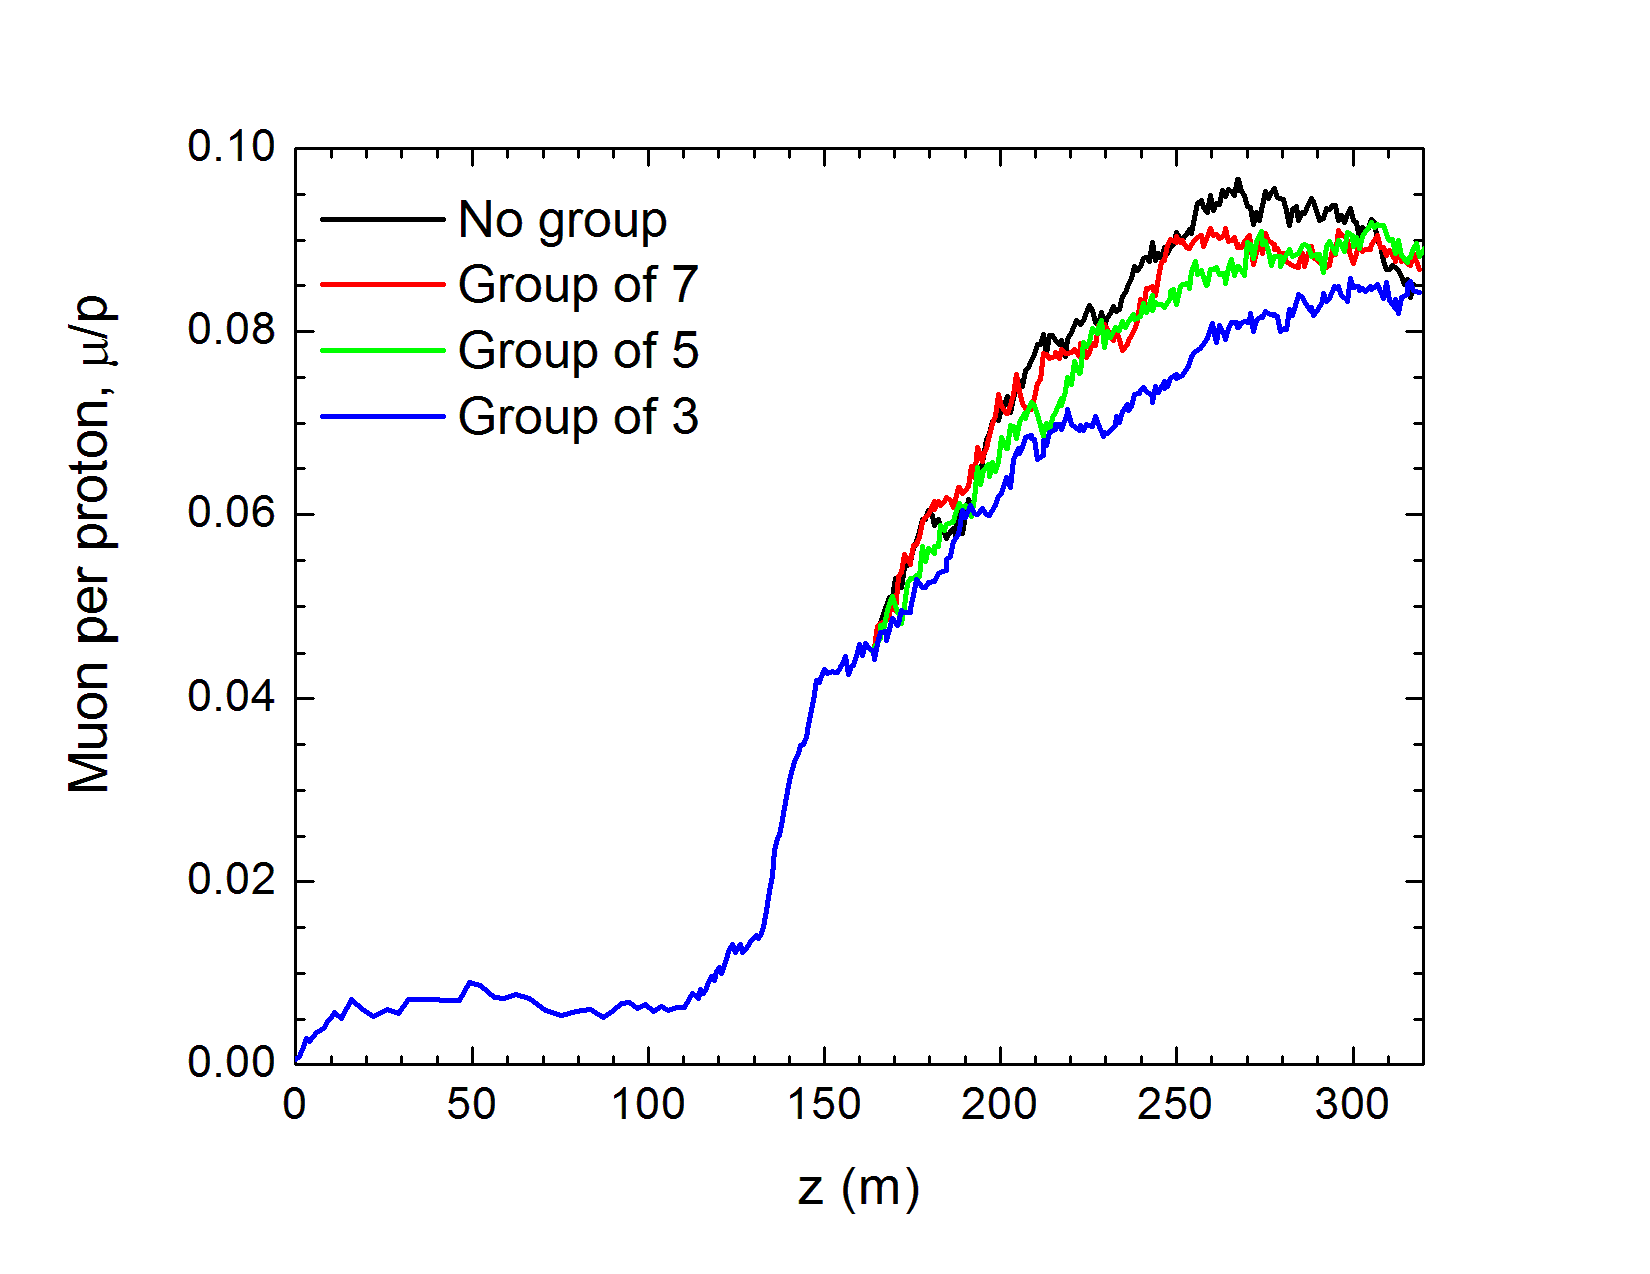 0.10
0.08
0.06
0.04
0.02
0.00
Muon per proton, μ/p
No group
Group of 7
Group of 5
Group of 3
0 50 100 150 200 250 300
z (m)